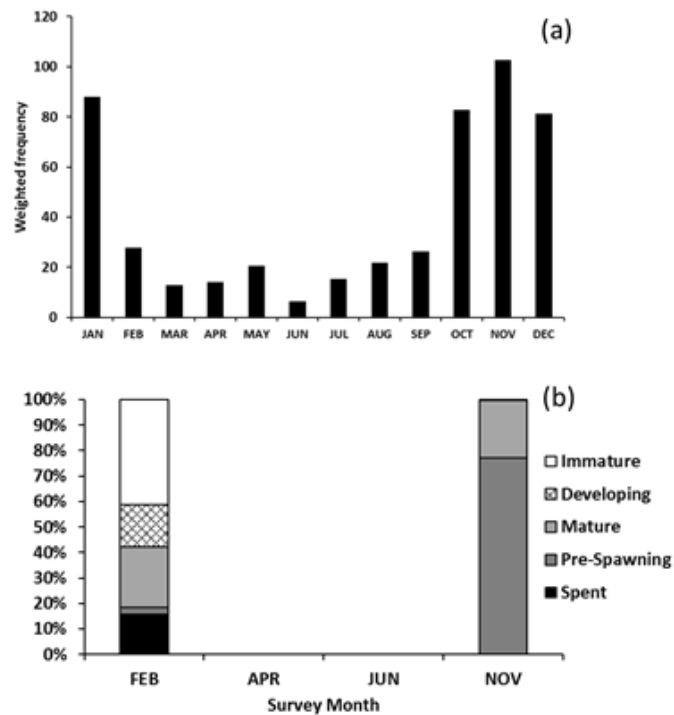 (a)
Weighted frequency
120
100
80
60
40
20
0
JAN FEB MAR APR MAY JUN JUL AUG SEP OCT NOV DEC
(b)
100%
90%
80%
70%
60%
50%
40%
30%
20%
10%
0%
Immature
Developing
Mature
Pre-Spawning
Spent
FEB APR JUN NOV
Survey Month